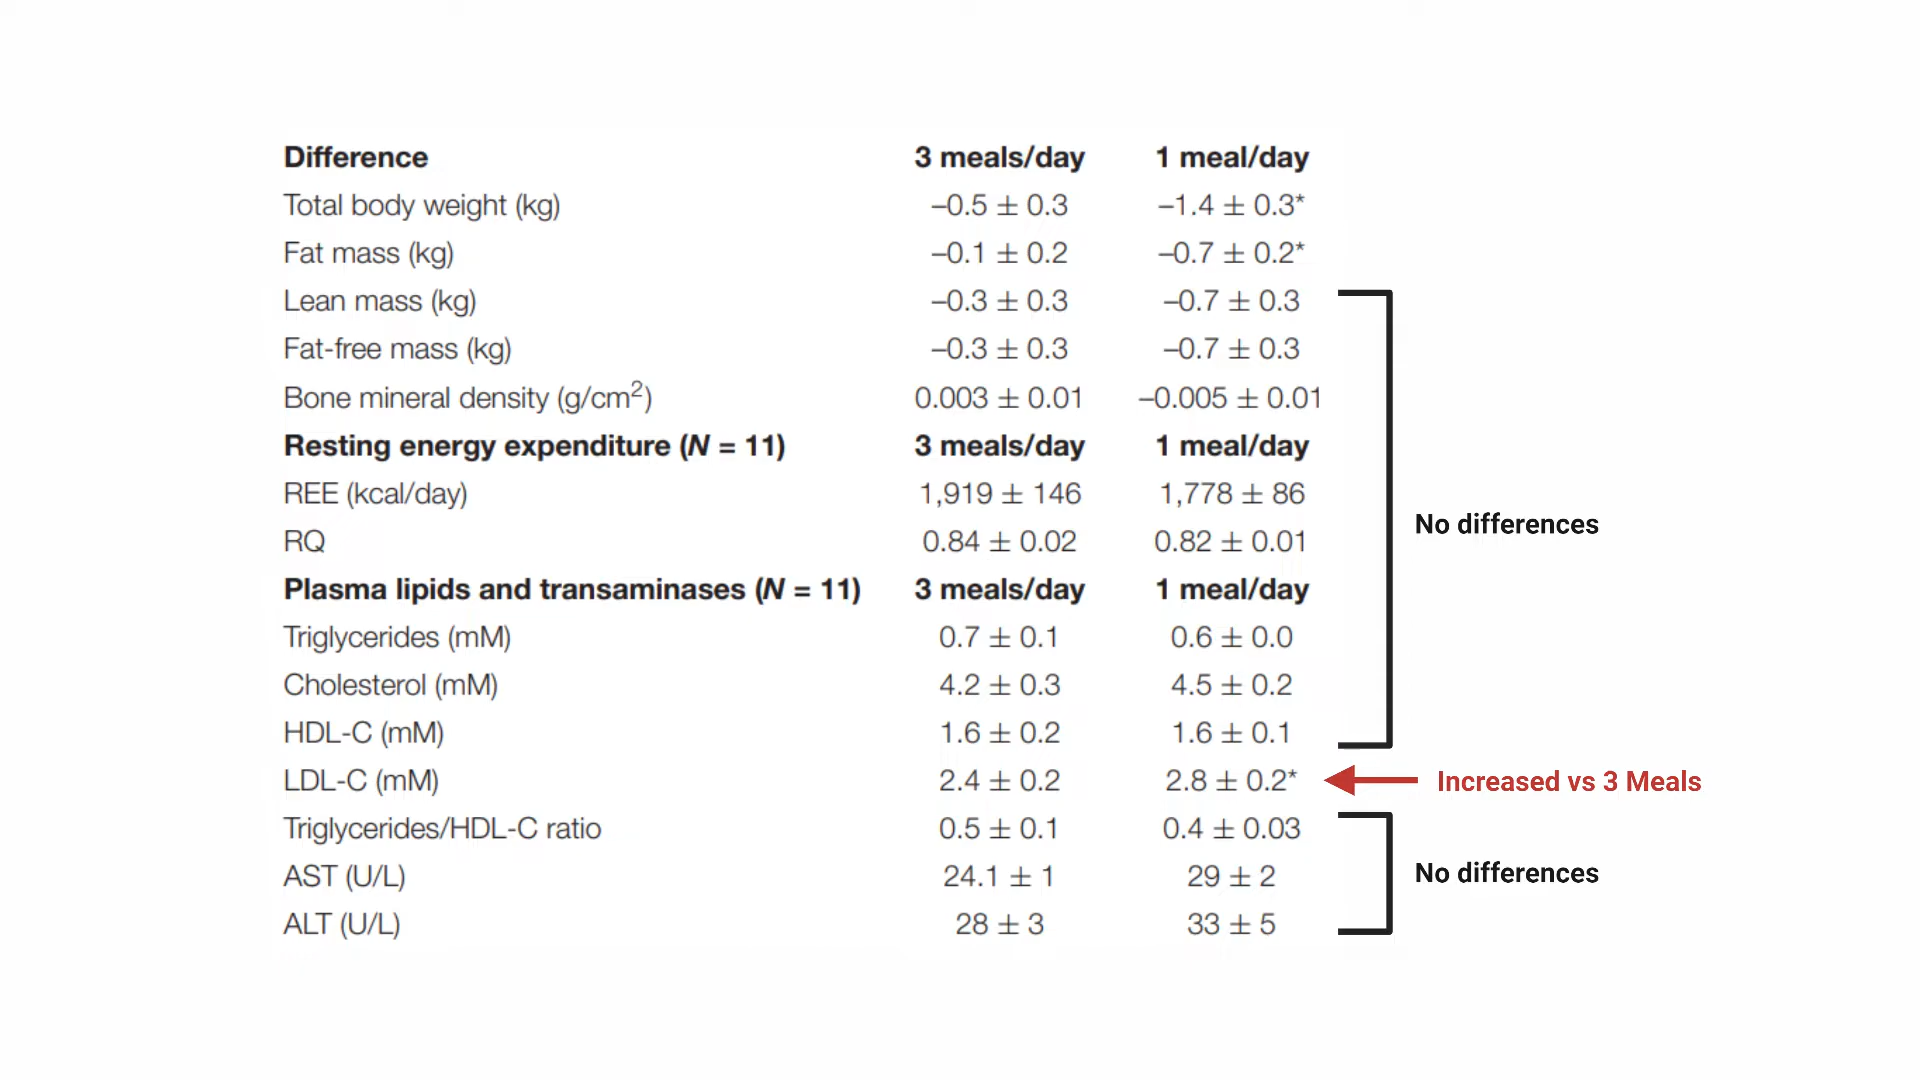 Difference 3 meals/day 1 meal/day
Total body weight (kg) –0.5 ± 0.3 –1.4 ± 0.3*
Fat mass (kg) –0.1 ± 0.2 –0.7 ± 0.2*
Lean mass (kg) –0.3 ± 0.3 –0.7 ± 0.3
Fat-free mass (kg) –0.3 ± 0.3 –0.7 ± 0.3
Bone mineral density (g/cm²) 0.003 ± 0.01 –0.005 ± 0.01
Resting energy expenditure (N = 11) 3 meals/day 1 meal/day
REE (kcal/day) 1,919 ± 146 1,778 ± 86
No differences
RQ 0.84 ± 0.02 0.82 ± 0.01
Plasma lipids and transaminases (N = 11) 3 meals/day 1 meal/day
Triglycerides (mM) 0.7 ± 0.1 0.6 ± 0.0
Cholesterol (mM) 4.2 ± 0.3 4.5 ± 0.2
HDL-C (mM) 1.6 ± 0.2 1.6 ± 0.1
LDL-C (mM) 2.4 ± 0.2 2.8 ± 0.2* Increased vs 3 Meals
Triglycerides/HDL-C ratio 0.5 ± 0.1 0.4 ± 0.03
AST (U/L) 24.1 ± 1 29 ± 2 No differences
ALT (U/L) 28 ± 3 33 ± 5